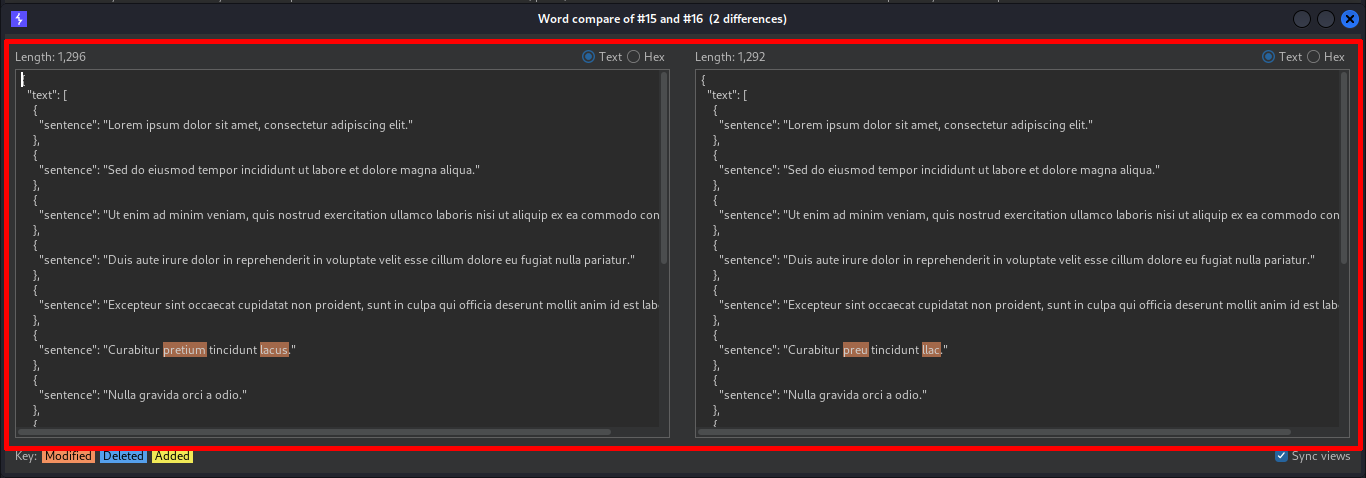 Word compare of #15 and #16 (2 differences)
Length: 1,296 Text Hex
{
"text": [
{
"sentence": "Lorem ipsum dolor sit amet, consectetur adipiscing elit."
},
{
"sentence": "Sed do eiusmod tempor incididunt ut labore et dolore magna aliqua."
},
{
"sentence": "Ut enim ad minim veniam, quis nostrud exercitation ullamco laboris nisi ut aliquip ex ea commodo con
},
{
"sentence": "Duis aute irure dolor in reprehenderit in voluptate velit esse cillum dolore eu fugiat nulla pariatur."
},
{
"sentence": "Excepteur sint occaecat cupidatat non proident, sunt in culpa qui officia deserunt mollit anim id est lab
},
{
"sentence": "Curabitur pretium tincidunt lacus."
},
{
"sentence": "Nulla gravida orci a odio."
},
{
Length: 1,292 Text Hex
{
"text": [
{
"sentence": "Lorem ipsum dolor sit amet, consectetur adipiscing elit."
},
{
"sentence": "Sed do eiusmod tempor incididunt ut labore et dolore magna aliqua."
},
{
"sentence": "Ut enim ad minim veniam, quis nostrud exercitation ullamco laboris nisi ut aliquip ex ea commodo con
},
{
"sentence": "Duis aute irure dolor in reprehenderit in voluptate velit esse cillum dolore eu fugiat nulla pariatur."
},
{
"sentence": "Excepteur sint occaecat cupidatat non proident, sunt in culpa qui officia deserunt mollit anim id est lab
},
{
"sentence": "Curabitur preu tincidunt llac."
},
{
"sentence": "Nulla gravida orci a odio."
},
{
Key: Modified Deleted Added Sync views